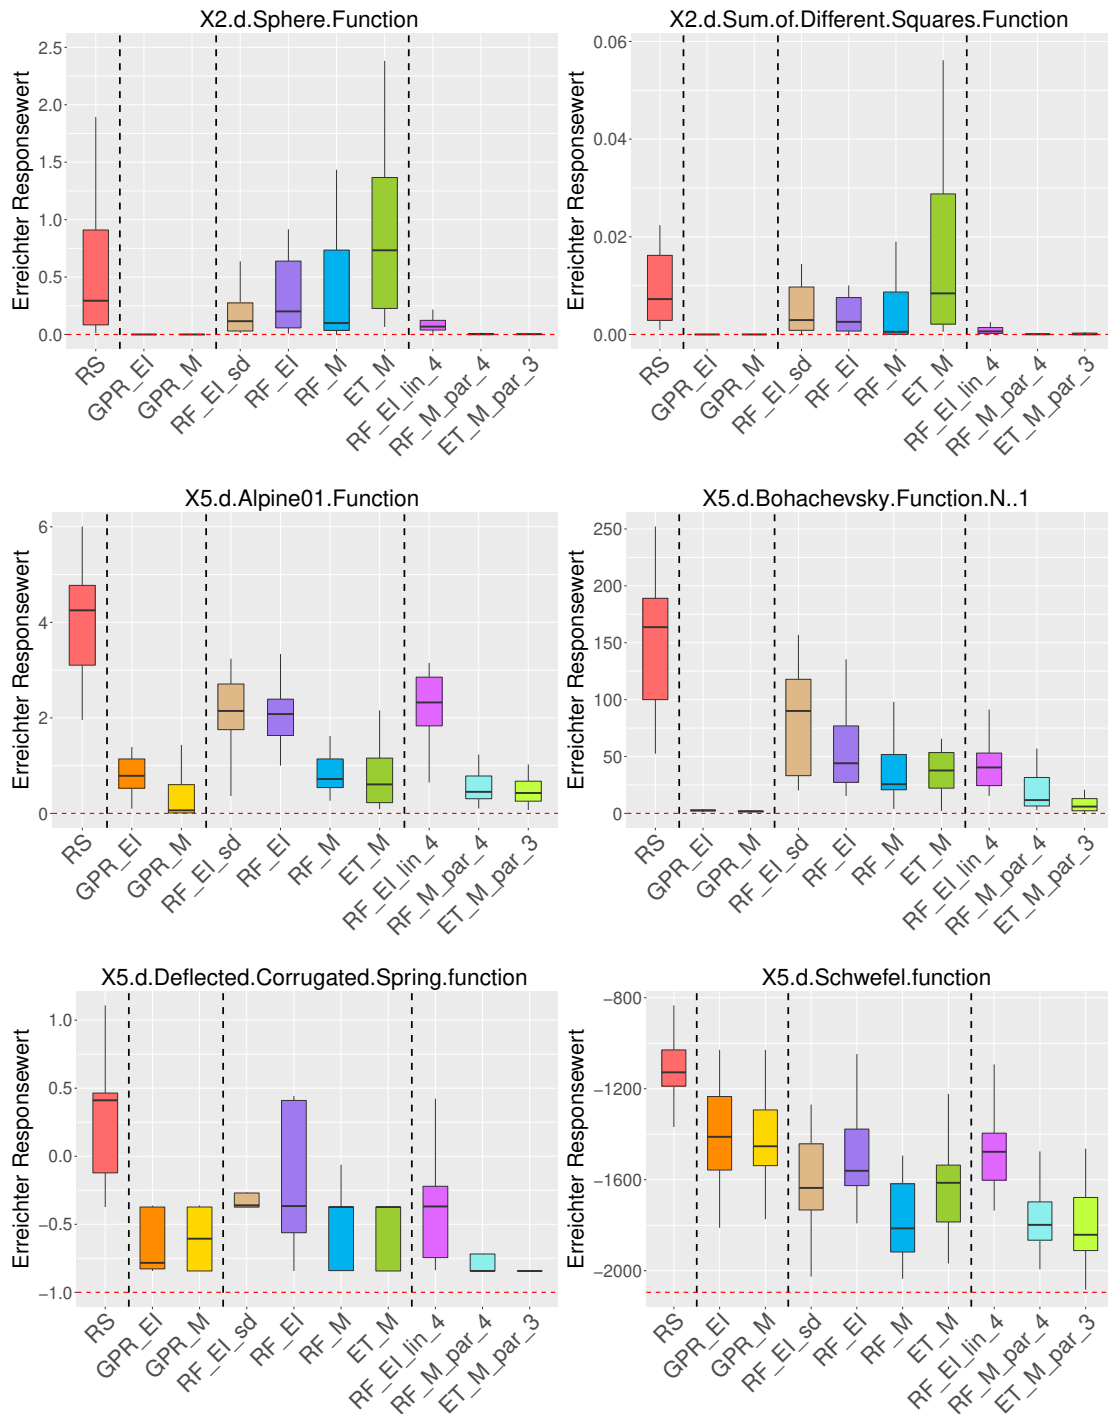 X2.d.Sphere.Function
Erreichter Responsewert
2.5
2.0
1.5
1.0
0.5
0.0
RS
GPR_EI
GPR_M
RF_EI_sd
RF_EI
RF_M
ET_M
RF_EI_lin_4
RF_M_par_4
ET_M_par_3
X2.d.Sum.of.Different.Squares.Function
Erreichter Responsewert
0.06
0.04
0.02
0.00
RS
GPR_EI
GPR_M
RF_EI_sd
RF_EI
RF_M
ET_M
RF_EI_lin_4
RF_M_par_4
ET_M_par_3
X5.d.Alpine01.Function
Erreichter Responsewert
6
4
2
0
RS
GPR_EI
GPR_M
RF_EI_sd
RF_EI
RF_M
ET_M
RF_EI_lin_4
RF_M_par_4
ET_M_par_3
X5.d.Bohachevsky.Function.N..1
Erreichter Responsewert
250
200
150
100
50
0
RS
GPR_EI
GPR_M
RF_EI_sd
RF_EI
RF_M
ET_M
RF_EI_lin_4
RF_M_par_4
ET_M_par_3
X5.d.Deflected.Corrugated.Spring.function
Erreichter Responsewert
1.0
0.5
0.0
−0.5
−1.0
RS
GPR_EI
GPR_M
RF_EI_sd
RF_EI
RF_M
ET_M
RF_EI_lin_4
RF_M_par_4
ET_M_par_3
X5.d.Schwefel.function
Erreichter Responsewert
−800
−1200
−1600
−2000
RS
GPR_EI
GPR_M
RF_EI_sd
RF_EI
RF_M
ET_M
RF_EI_lin_4
RF_M_par_4
ET_M_par_3